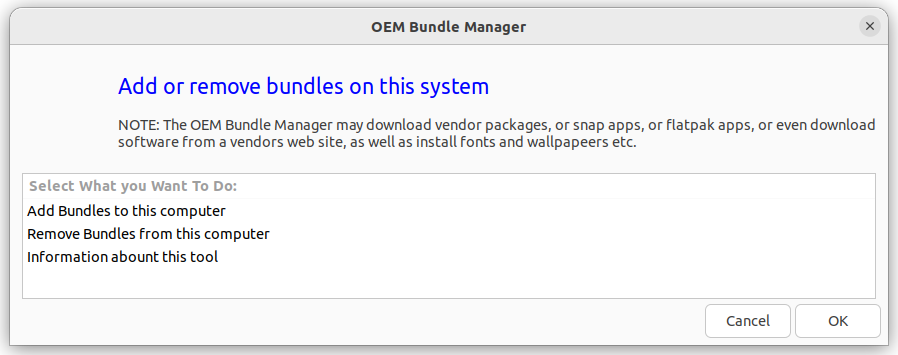 OEM Bundle Manager
Add or remove bundles on this system
NOTE: The OEM Bundle Manager may download vendor packages, or snap apps, or flatpak apps, or even download
software from a vendors web site, as well as install fonts and wallpapeers etc.
Select What you Want To Do:
Add Bundles to this computer
Remove Bundles from this computer
Information abount this tool
Cancel OK